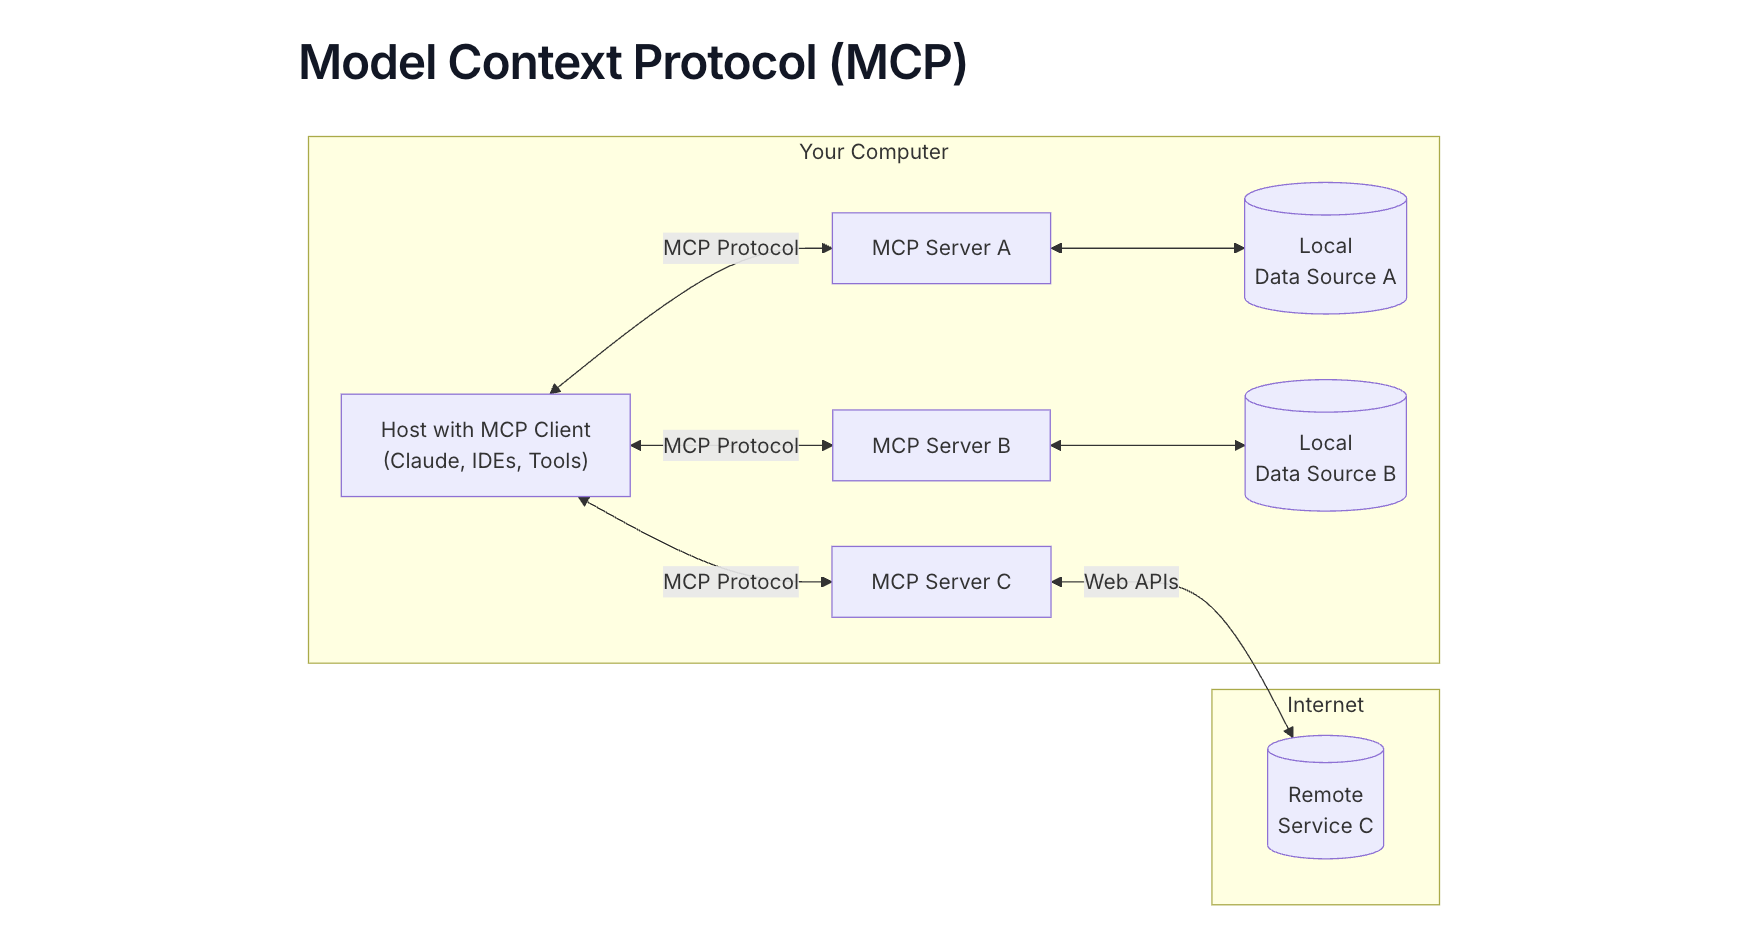 Model Context Protocol (MCP)
Your Computer
MCP Protocol
MCP Server A
Local
Data Source A
Host with MCP Client
(Claude, IDEs, Tools)
MCP Protocol
MCP Server B
Local
Data Source B
MCP Protocol
MCP Server C
Web APIs
Internet
Remote
Service C